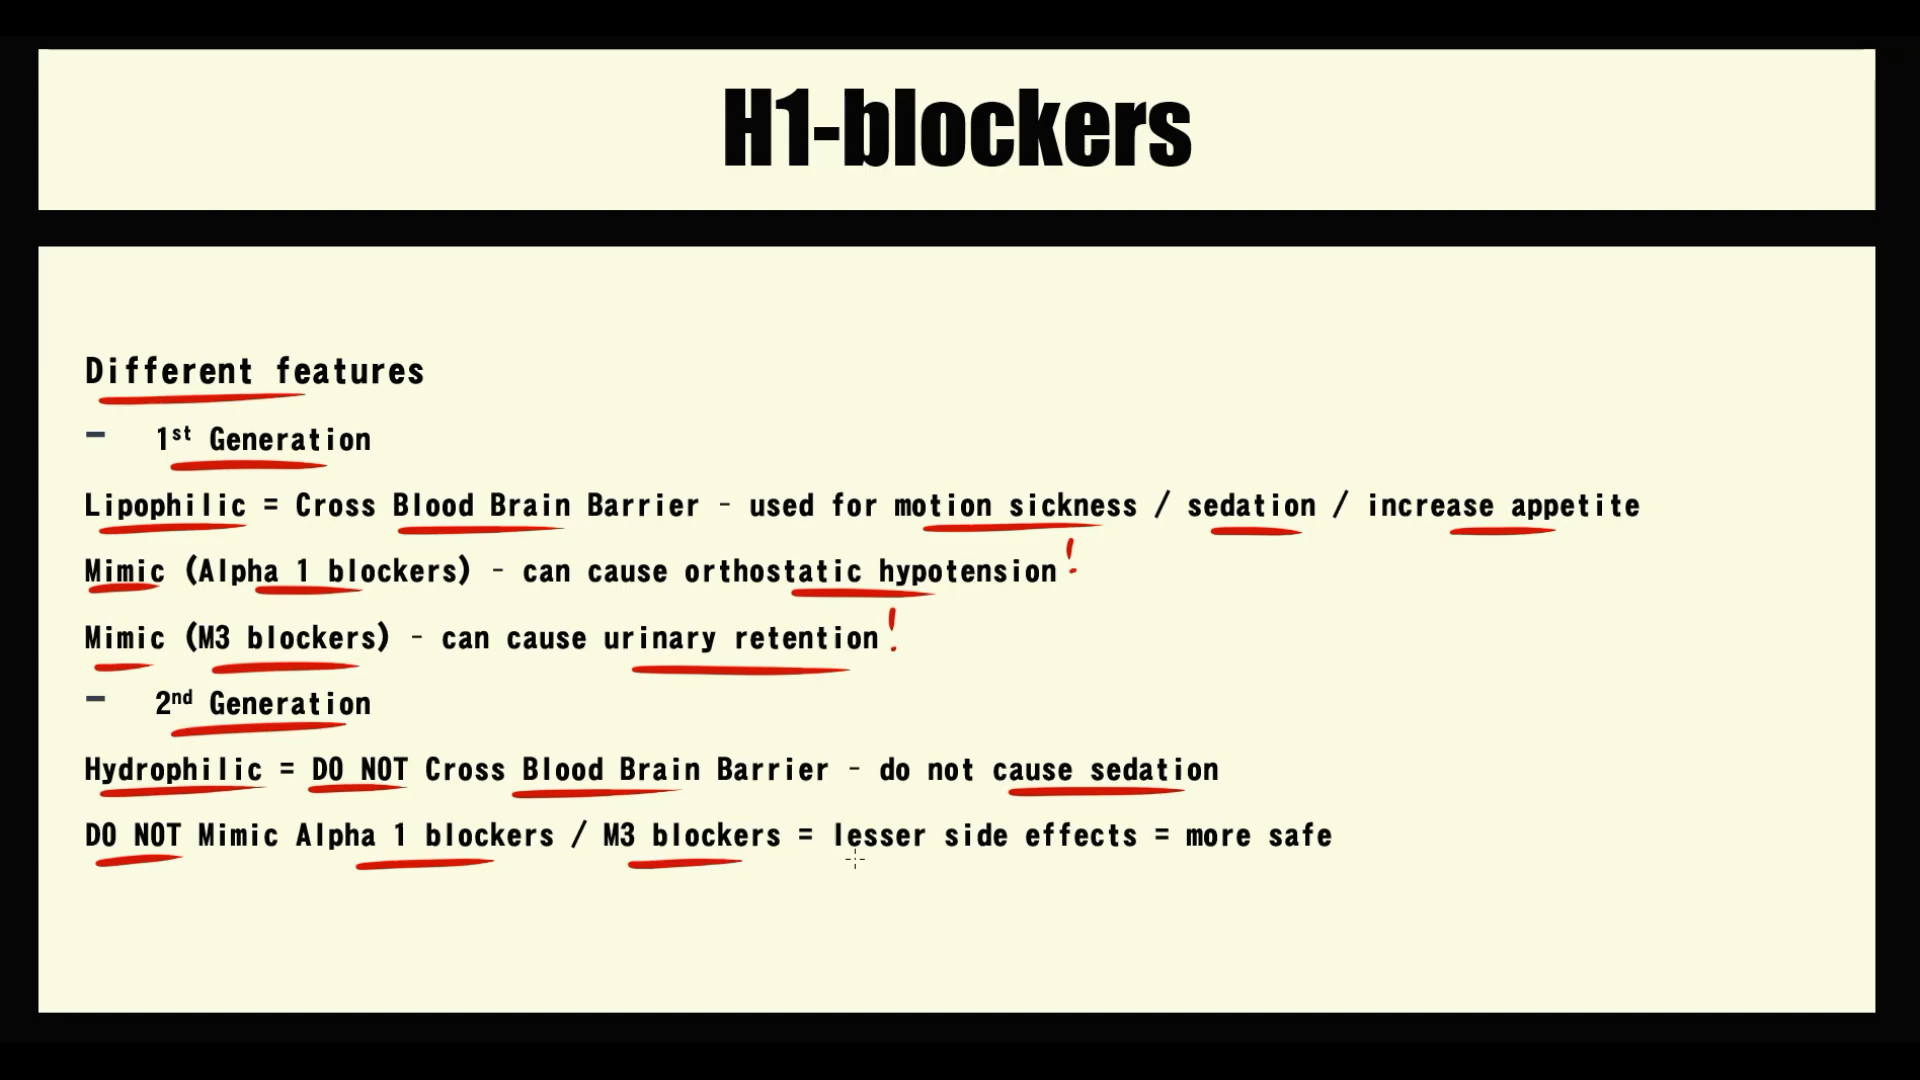 H1-blockers
Different features
- 1st Generation
Lipophilic = Cross Blood Brain Barrier - used for motion sickness / sedation / increase appetite
Mimic (Alpha 1 blockers) - can cause orthostatic hypotension!
Mimic (M3 blockers) - can cause urinary retention!
- 2nd Generation
Hydrophilic = DO NOT Cross Blood Brain Barrier - do not cause sedation
DO NOT Mimic Alpha 1 blockers / M3 blockers = lesser side effects = more safe